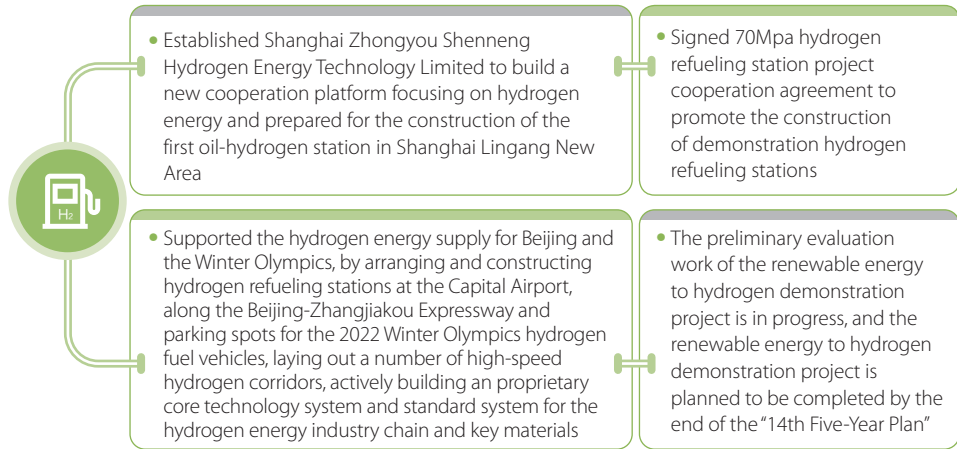 • Established Shanghai Zhongyou Shenneng
Hydrogen Energy Technology Limited to build a
new cooperation platform focusing on hydrogen
energy and prepared for the construction of the
first oil-hydrogen station in Shanghai Lingang New
Area
• Signed 70Mpa hydrogen
refueling station project
cooperation agreement to
promote the construction
of demonstration hydrogen
refueling stations
H₂
• Supported the hydrogen energy supply for Beijing and
the Winter Olympics, by arranging and constructing
hydrogen refueling stations at the Capital Airport,
along the Beijing-Zhangjiakou Expressway and
parking spots for the 2022 Winter Olympics hydrogen
fuel vehicles, laying out a number of high-speed
hydrogen corridors, actively building an proprietary
core technology system and standard system for the
hydrogen energy industry chain and key materials
• The preliminary evaluation
work of the renewable energy
to hydrogen demonstration
project is in progress, and the
renewable energy to hydrogen
demonstration project is
planned to be completed by the
end of the “14th Five-Year Plan”